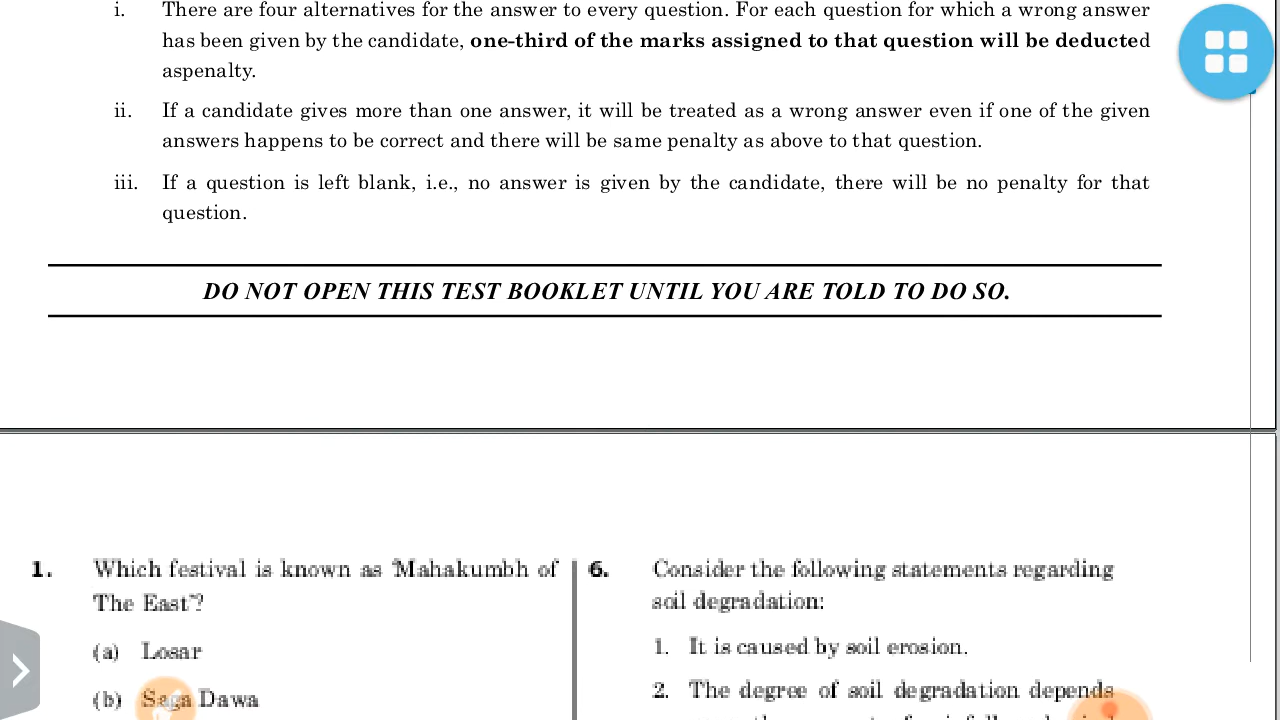 i. There are four alternatives for the answer to every question. For each question for which a wrong answer
has been given by the candidate, one-third of the marks assigned to that question will be deducted
aspenalty.
ii. If a candidate gives more than one answer, it will be treated as a wrong answer even if one of the given
answers happens to be correct and there will be same penalty as above to that question.
iii. If a question is left blank, i.e., no answer is given by the candidate, there will be no penalty for that
question.
DO NOT OPEN THIS TEST BOOKLET UNTIL YOU ARE TOLD TO DO SO.
1. Which festival is known as 'Mahakumbh of
The East'?
(a) Losar
(b) Saga Dawa
6. Consider the following statements regarding
soil degradation:
1. It is caused by soil erosion.
2. The degree of soil degradation depends